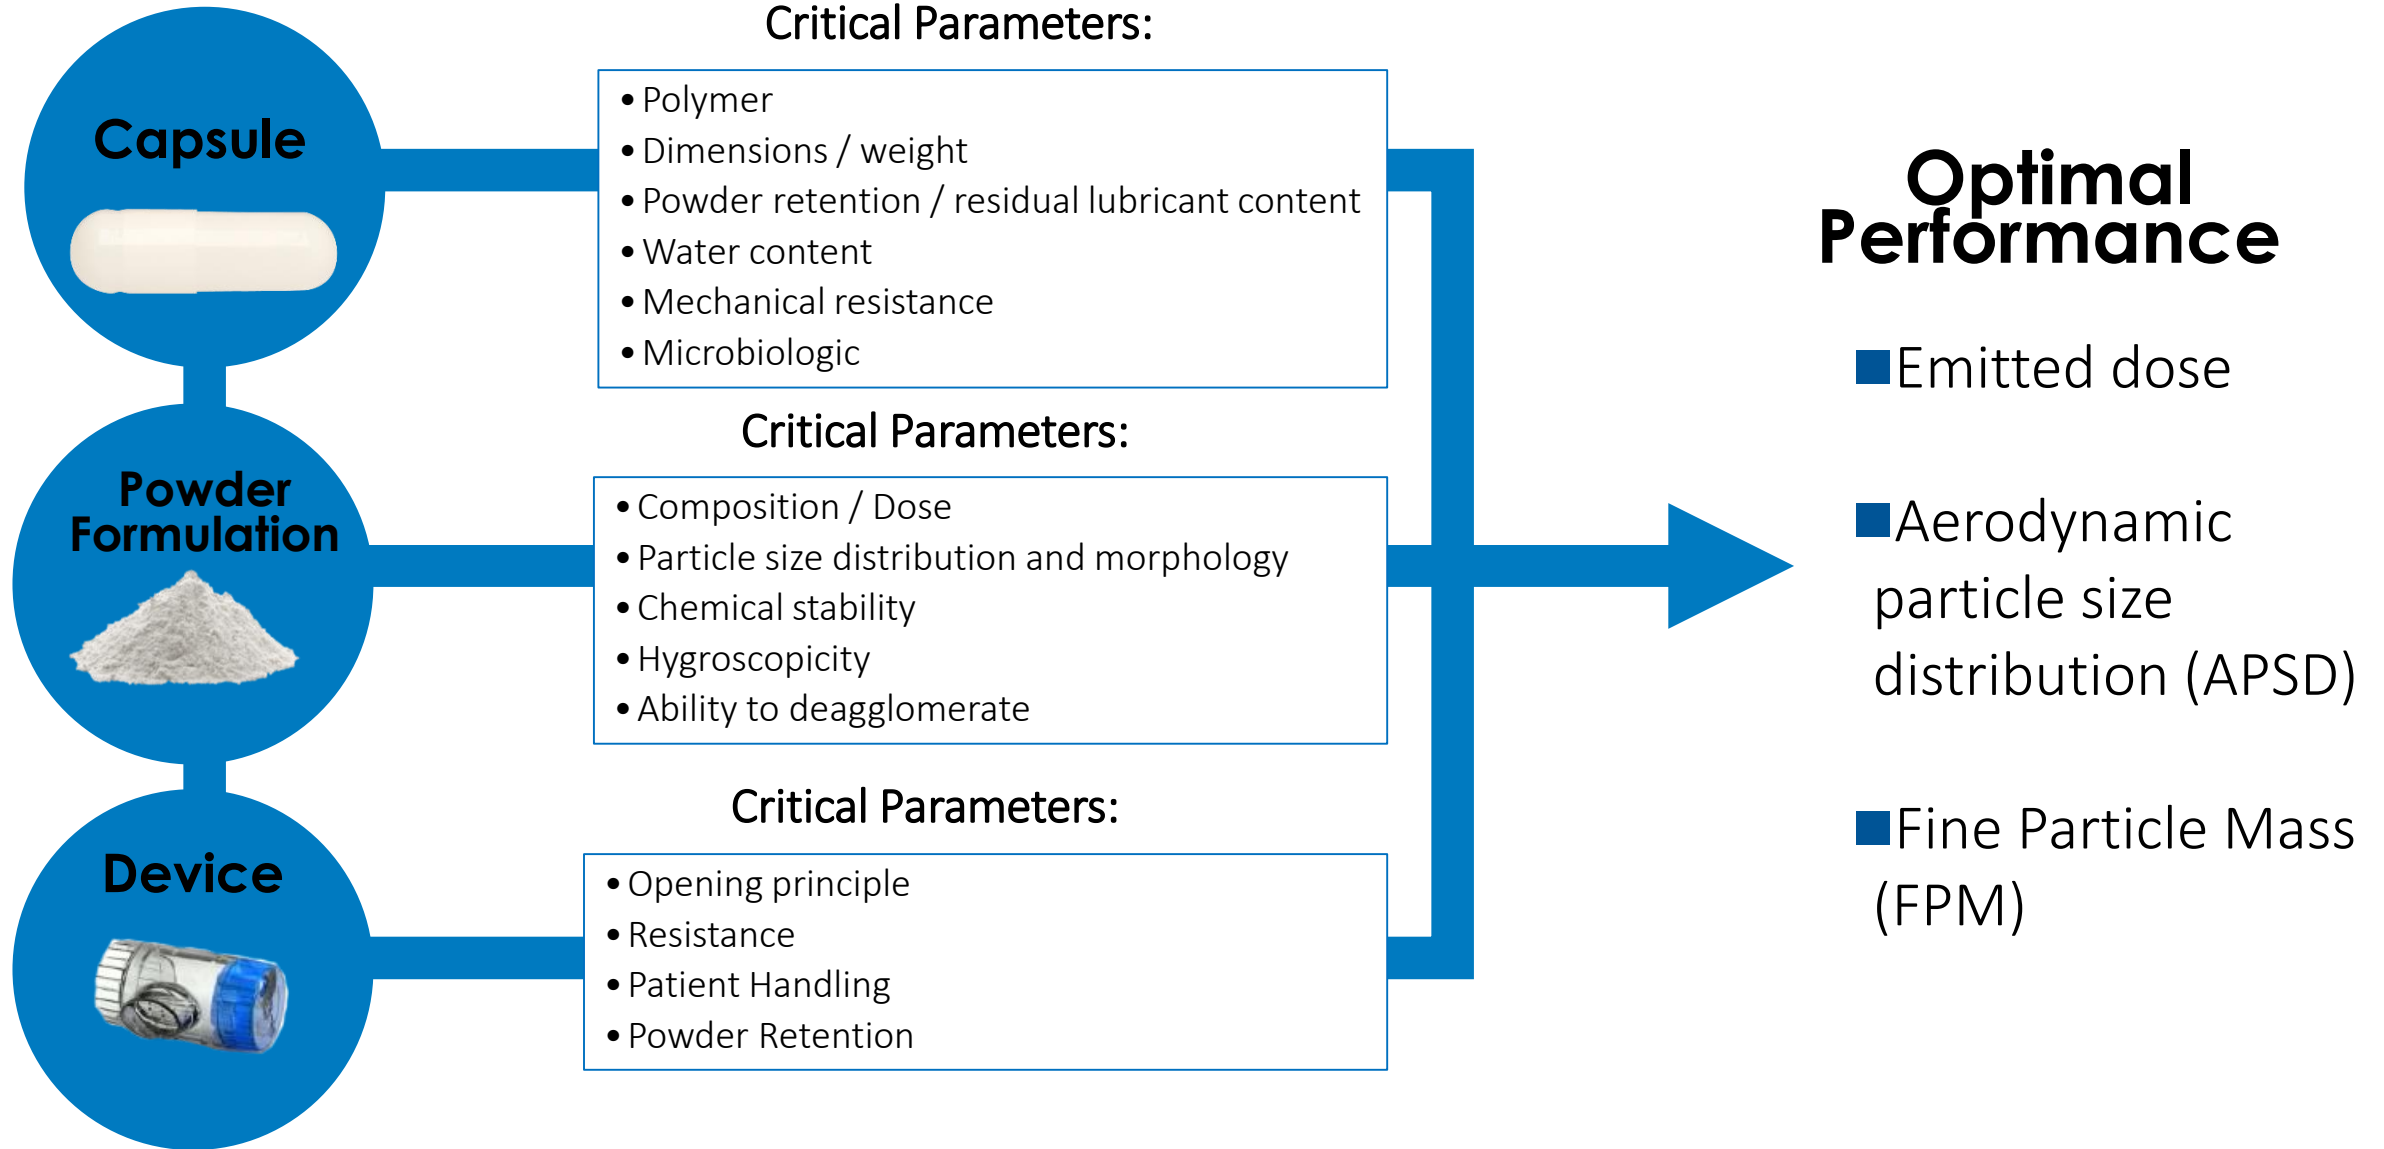 Critical Parameters:
Capsule
• Polymer
• Dimensions / weight
• Powder retention / residual lubricant content
• Water content
• Mechanical resistance
• Microbiologic
Critical Parameters:
Powder
Formulation
• Composition / Dose
• Particle size distribution and morphology
• Chemical stability
• Hygroscopicity
• Ability to deagglomerate
Critical Parameters:
Device
• Opening principle
• Resistance
• Patient Handling
• Powder Retention
Optimal
Performance
■Emitted dose
■Aerodynamic
particle size
distribution (APSD)
■Fine Particle Mass
(FPM)